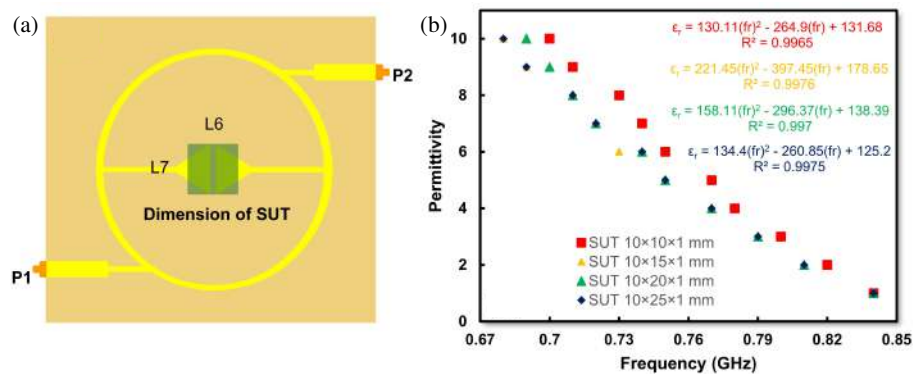 (a)
P2
L6
L7
Dimension of SUT
P1
(b)
Permittivity
10
8
6
4
2
0
εᵣ = 130.11(fr)² - 264.9(fr) + 131.68
R² = 0.9965
εᵣ = 221.45(fr)² - 397.45(fr) + 178.65
R² = 0.9976
εᵣ = 158.11(fr)² - 296.37(fr) + 138.39
R² = 0.997
εᵣ = 134.4(fr)² - 260.85(fr) + 125.2
R² = 0.9975
SUT 10×10×1 mm
SUT 10×15×1 mm
SUT 10×20×1 mm
SUT 10×25×1 mm
0.67 0.7 0.73 0.76 0.79 0.82 0.85
Frequency (GHz)